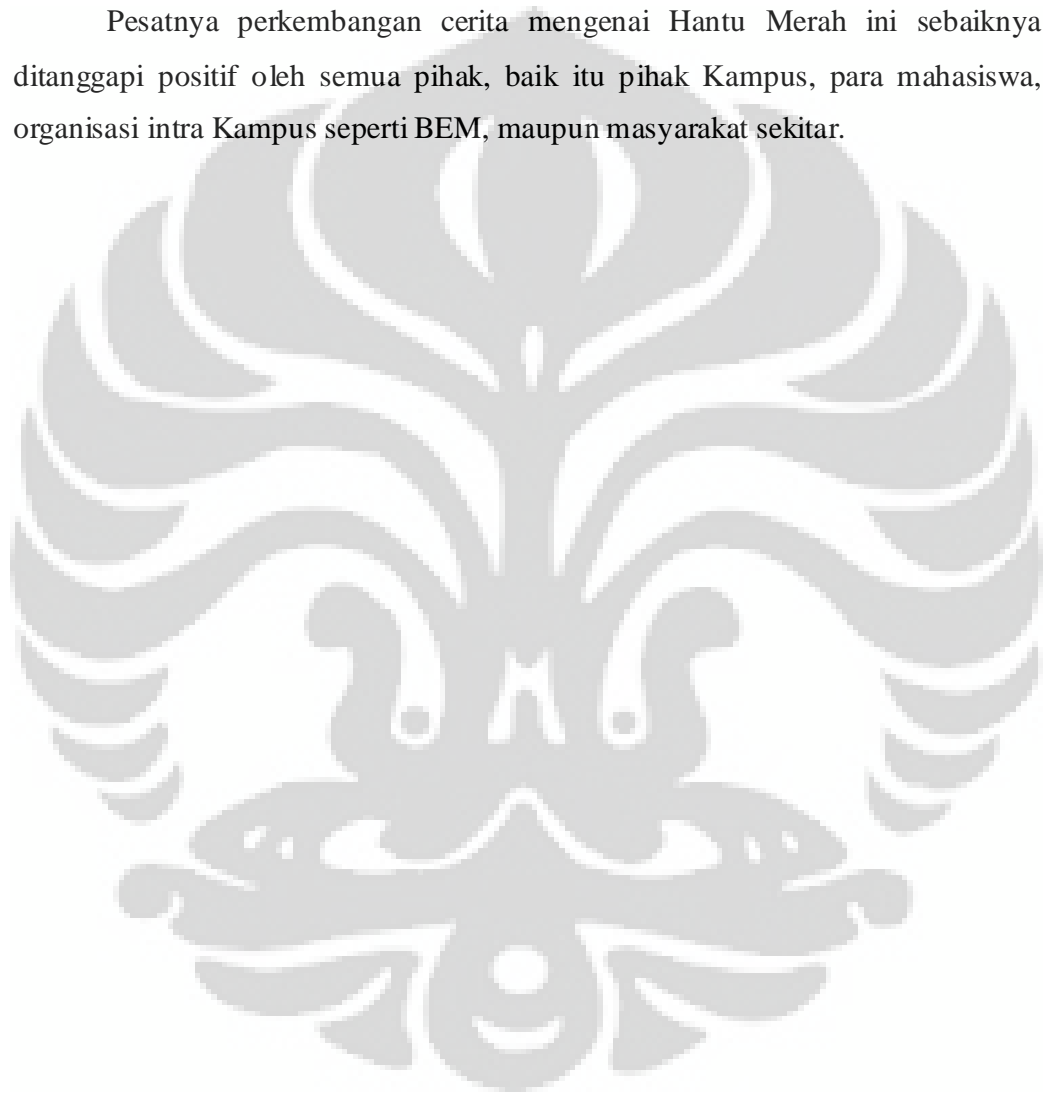 Pesatnya perkembangan cerita mengenai Hantu Merah ini sebaiknya
ditanggapi positif oleh semua pihak, baik itu pihak Kampus, para mahasiswa,
organisasi intra Kampus seperti BEM, maupun masyarakat sekitar.